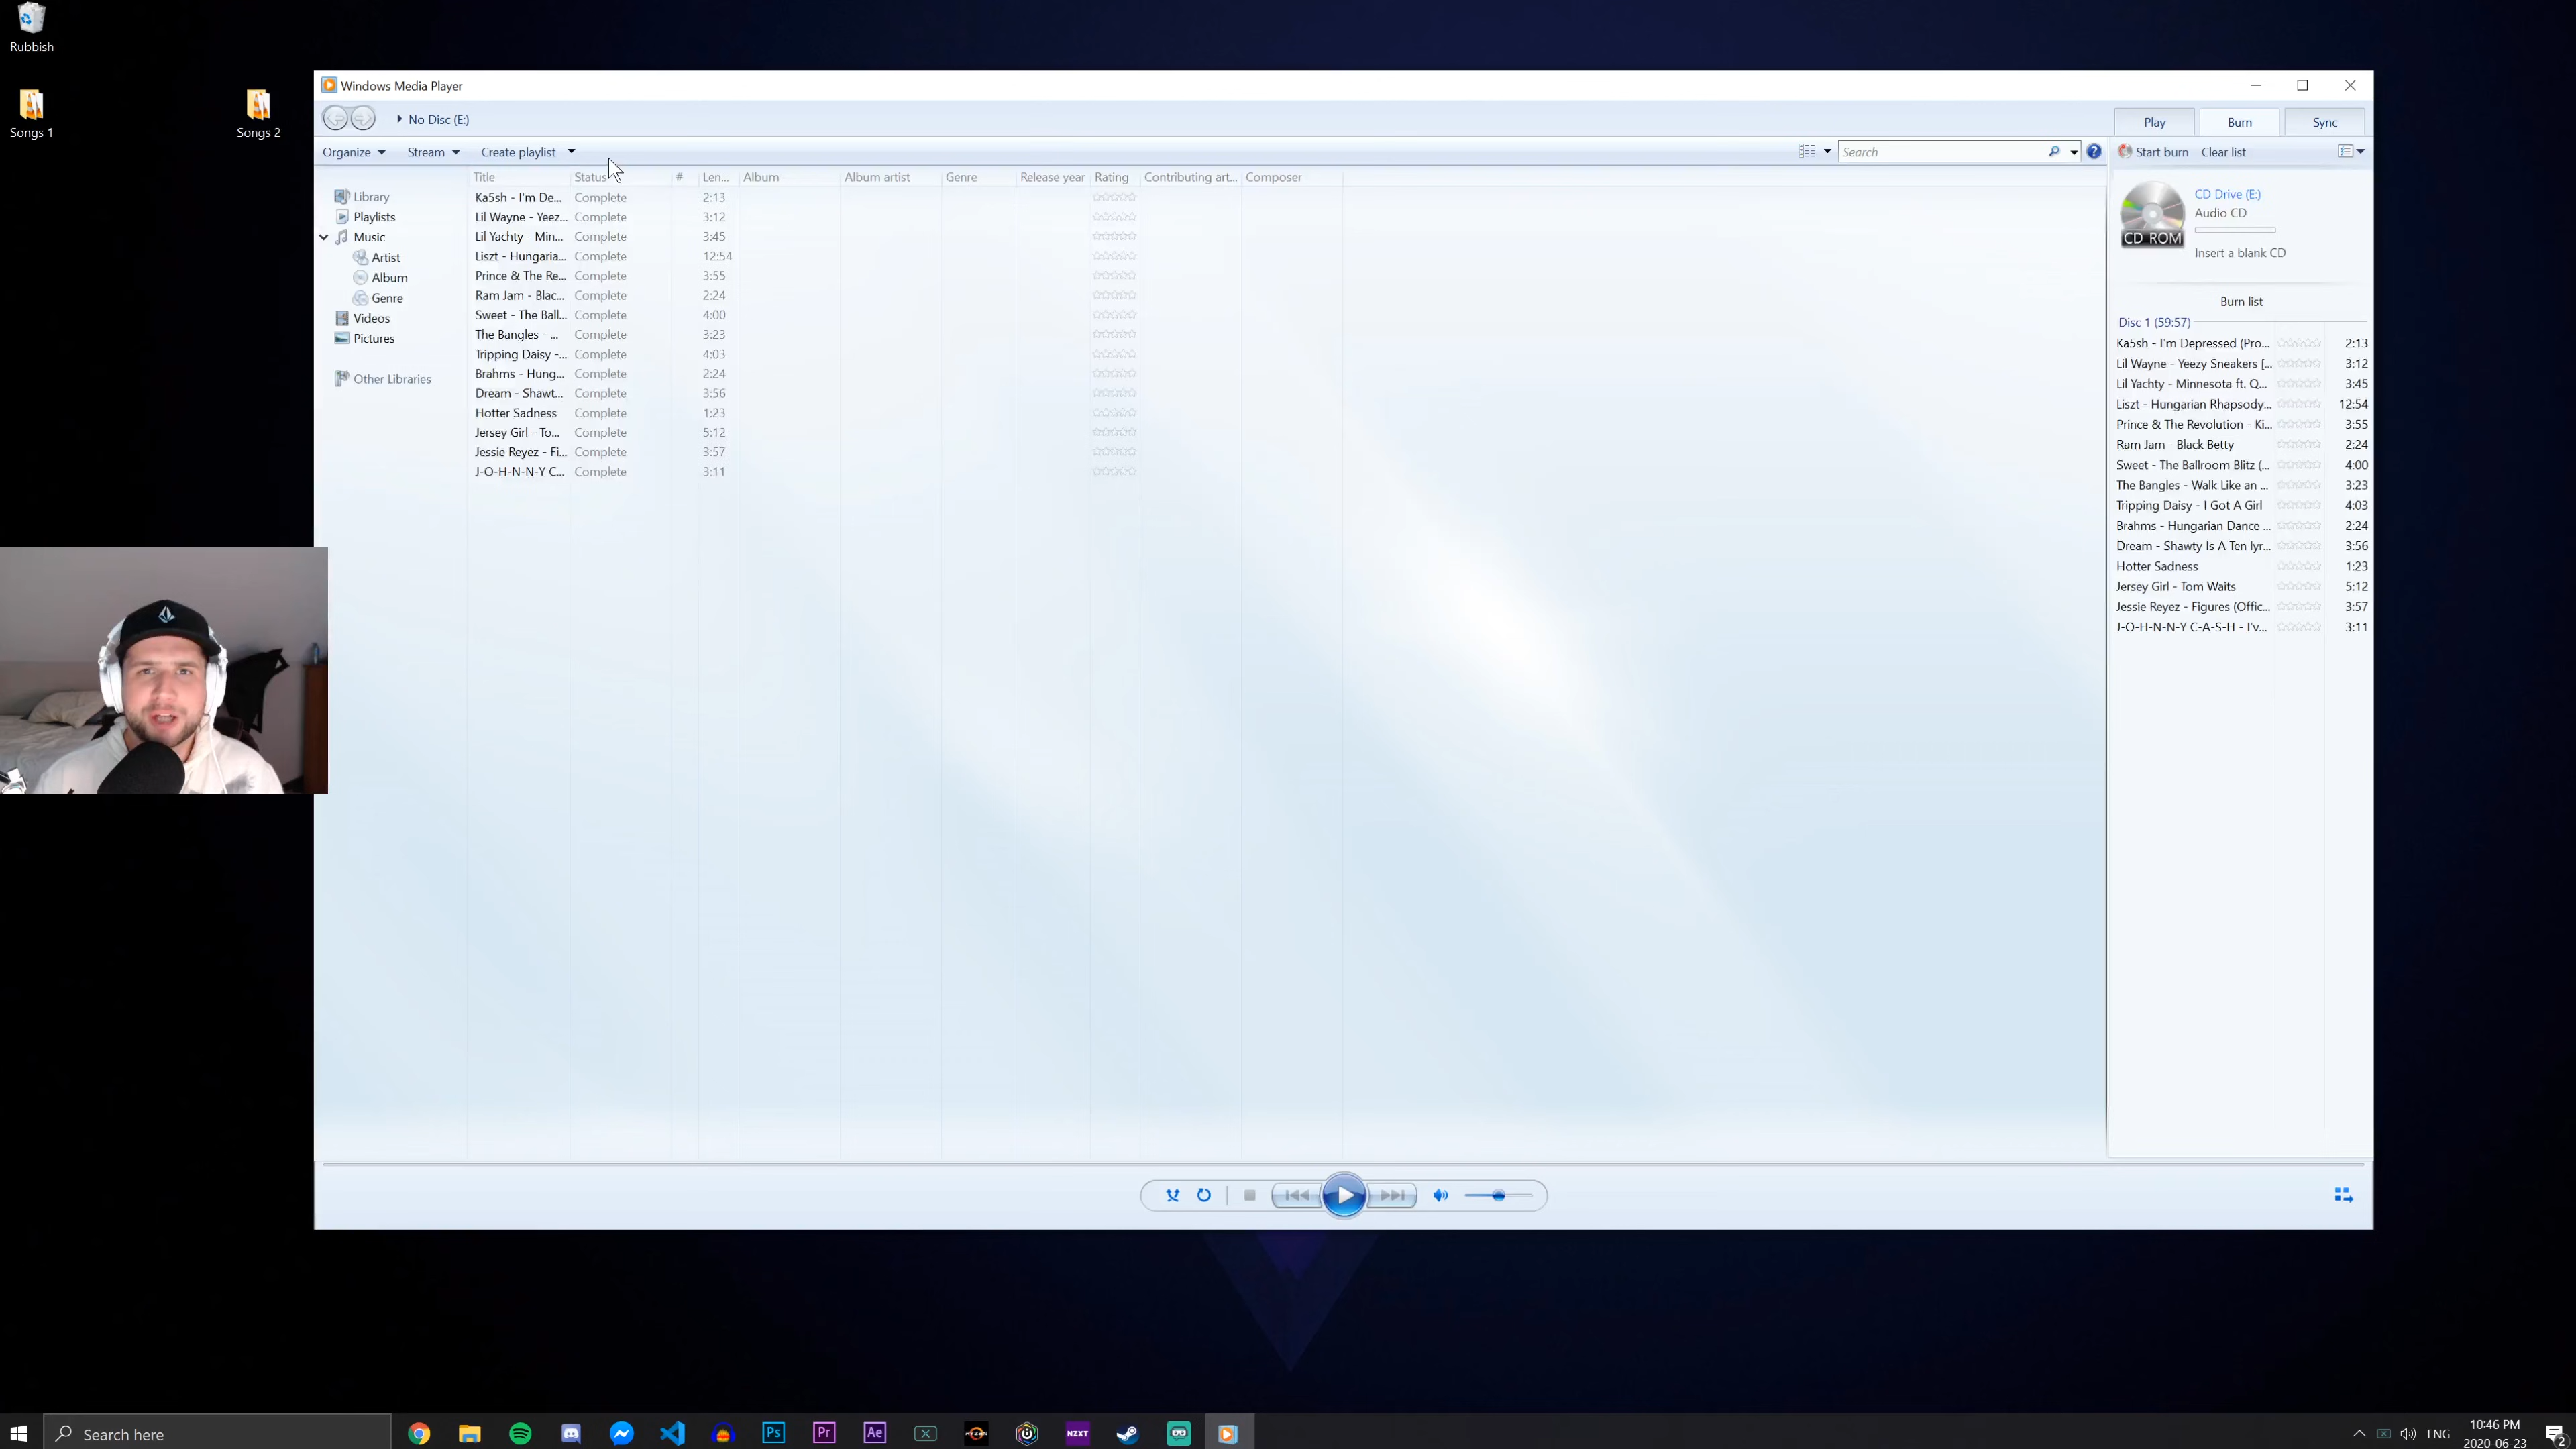 Rubbish
Songs 1
Songs 2
Windows Media Player
No Disc (E:)
Play
Burn
Sync
Organize
Stream
Create playlist
Search
Start burn
Clear list
Title Status # Len... Album Album artist Genre Release year Rating Contributing art... Composer
Library
Playlists
Music
Artist
Album
Genre
Videos
Pictures
Other Libraries
Ka5sh - I'm De... Complete 2:13
Lil Wayne - Yeez... Complete 3:12
Lil Yachty - Min... Complete 3:45
Liszt - Hungaria... Complete 12:54
Prince & The Re... Complete 3:55
Ram Jam - Blac... Complete 2:24
Sweet - The Ball... Complete 4:00
The Bangles - ... Complete 3:23
Tripping Daisy -... Complete 4:03
Brahms - Hung... Complete 2:24
Dream - Shawt... Complete 3:56
Hotter Sadness Complete 1:23
Jersey Girl - To... Complete 5:12
Jessie Reyez - Fi... Complete 3:57
J-O-H-N-N-Y C... Complete 3:11
CD ROM
CD Drive (E:)
Audio CD
Insert a blank CD
Burn list
Disc 1 (59:57)
Ka5sh - I'm Depressed (Pro... 2:13
Lil Wayne - Yeezy Sneakers [... 3:12
Lil Yachty - Minnesota ft. Q... 3:45
Liszt - Hungarian Rhapsody... 12:54
Prince & The Revolution - Ki... 3:55
Ram Jam - Black Betty 2:24
Sweet - The Ballroom Blitz (... 4:00
The Bangles - Walk Like an ... 3:23
Tripping Daisy - I Got A Girl 4:03
Brahms - Hungarian Dance ... 2:24
Dream - Shawty Is A Ten lyr... 3:56
Hotter Sadness 1:23
Jersey Girl - Tom Waits 5:12
Jessie Reyez - Figures (Offic... 3:57
J-O-H-N-N-Y C-A-S-H - I'v... 3:11
Search here
Ps
Pr
Ae
RYZEN
NZXT
ENG
10:46 PM
2020-06-23
2